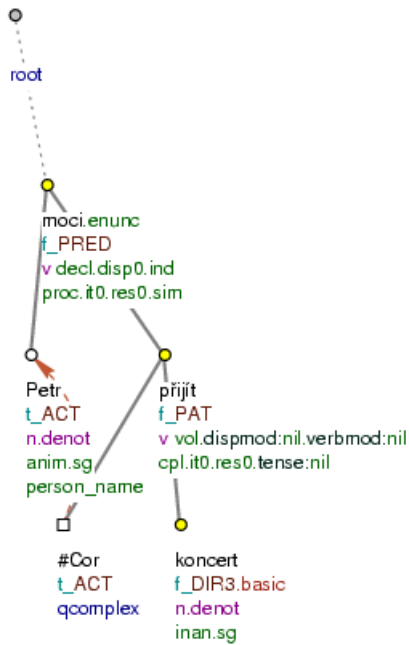 root
moci.enunc
f_PRED
v decl.disp0.ind
proc.it0.res0.sim
Petr
t_ACT
n.denot
anim.sg
person_name
přijít
f_PAT
v vol.dispmod:nil.verbmod:nil
cpl.it0.res0.tense:nil
#Cor
t_ACT
qcomplex
koncert
f_DIR3.basic
n.denot
inan.sg